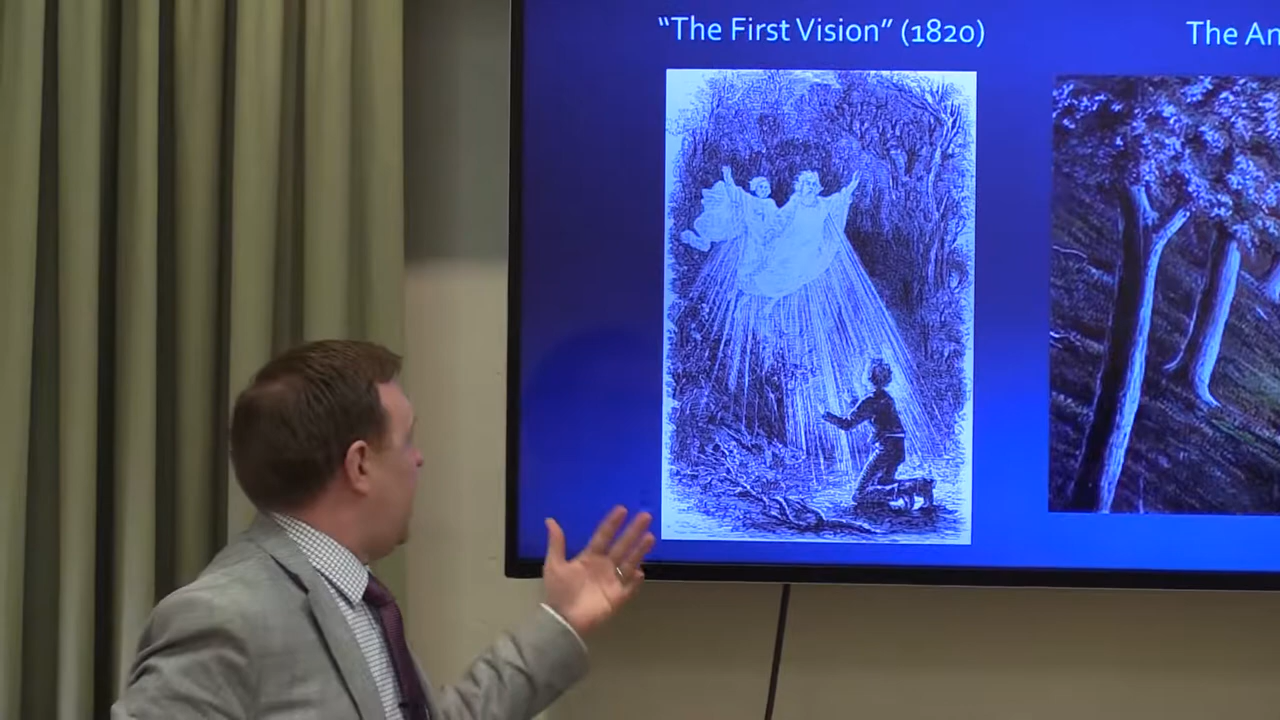 “The First Vision” (1820)
The An